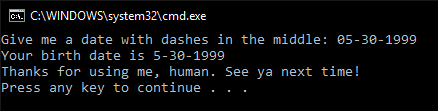 C:\WINDOWS\system32\cmd.exe
Give me a date with dashes in the middle: 05-30-1999
Your birth date is 5-30-1999
Thanks for using me, human. See ya next time!
Press any key to continue . . .